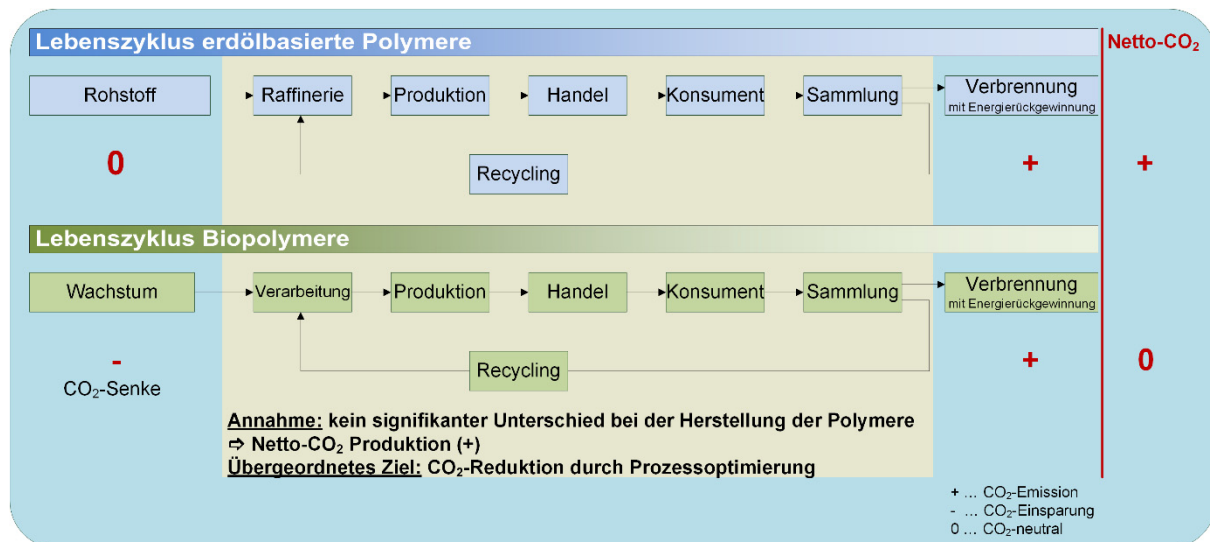 Lebenszyklus erdölbasierte Polymere
Netto-CO₂
Rohstoff
Raffinerie
Produktion
Handel
Konsument
Sammlung
Verbrennung
mit Energierückgewinnung
0
+
+
Recycling
Lebenszyklus Biopolymere
Wachstum
Verarbeitung
Produktion
Handel
Konsument
Sammlung
Verbrennung
mit Energierückgewinnung
-
CO₂-Senke
Recycling
+
0
Annahme: kein signifikanter Unterschied bei der Herstellung der Polymere
⇨ Netto-CO₂ Produktion (+)
Übergeordnetes Ziel: CO₂-Reduktion durch Prozessoptimierung
+ ... CO₂-Emission
- ... CO₂-Einsparung
0 ... CO₂-neutral